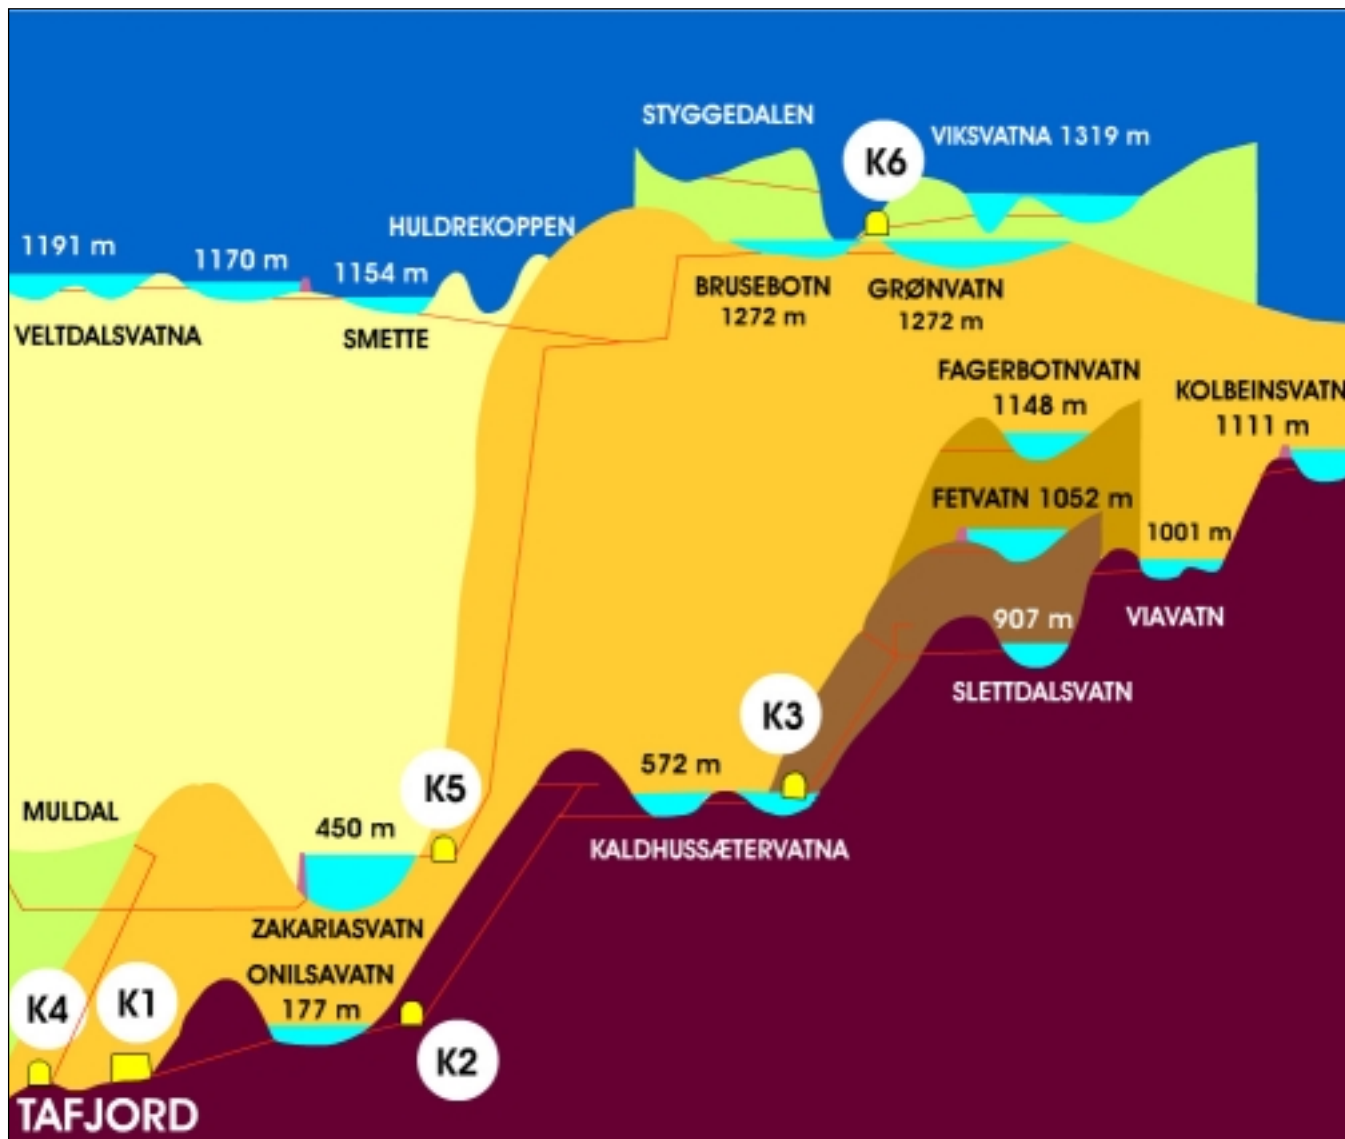 STYGGEDALEN
K6
VIKSVATNA 1319 m
HULDREKOPPEN
1191 m
1170 m
1154 m
VELTDALSVATNA
SMETTE
BRUSEBOTN
1272 m
GRØNVATN
1272 m
FAGERBOTNVATN
1148 m
KOLBEINSVATN
1111 m
FETVATN 1052 m
1001 m
907 m
VIAVATN
SLETTDALSVATN
K3
572 m
K5
MULDAL
450 m
KALDHUSSÆTERVATNA
ZAKARIASVATN
ONILSAVATN
177 m
K4
K1
K2
TAFJORD